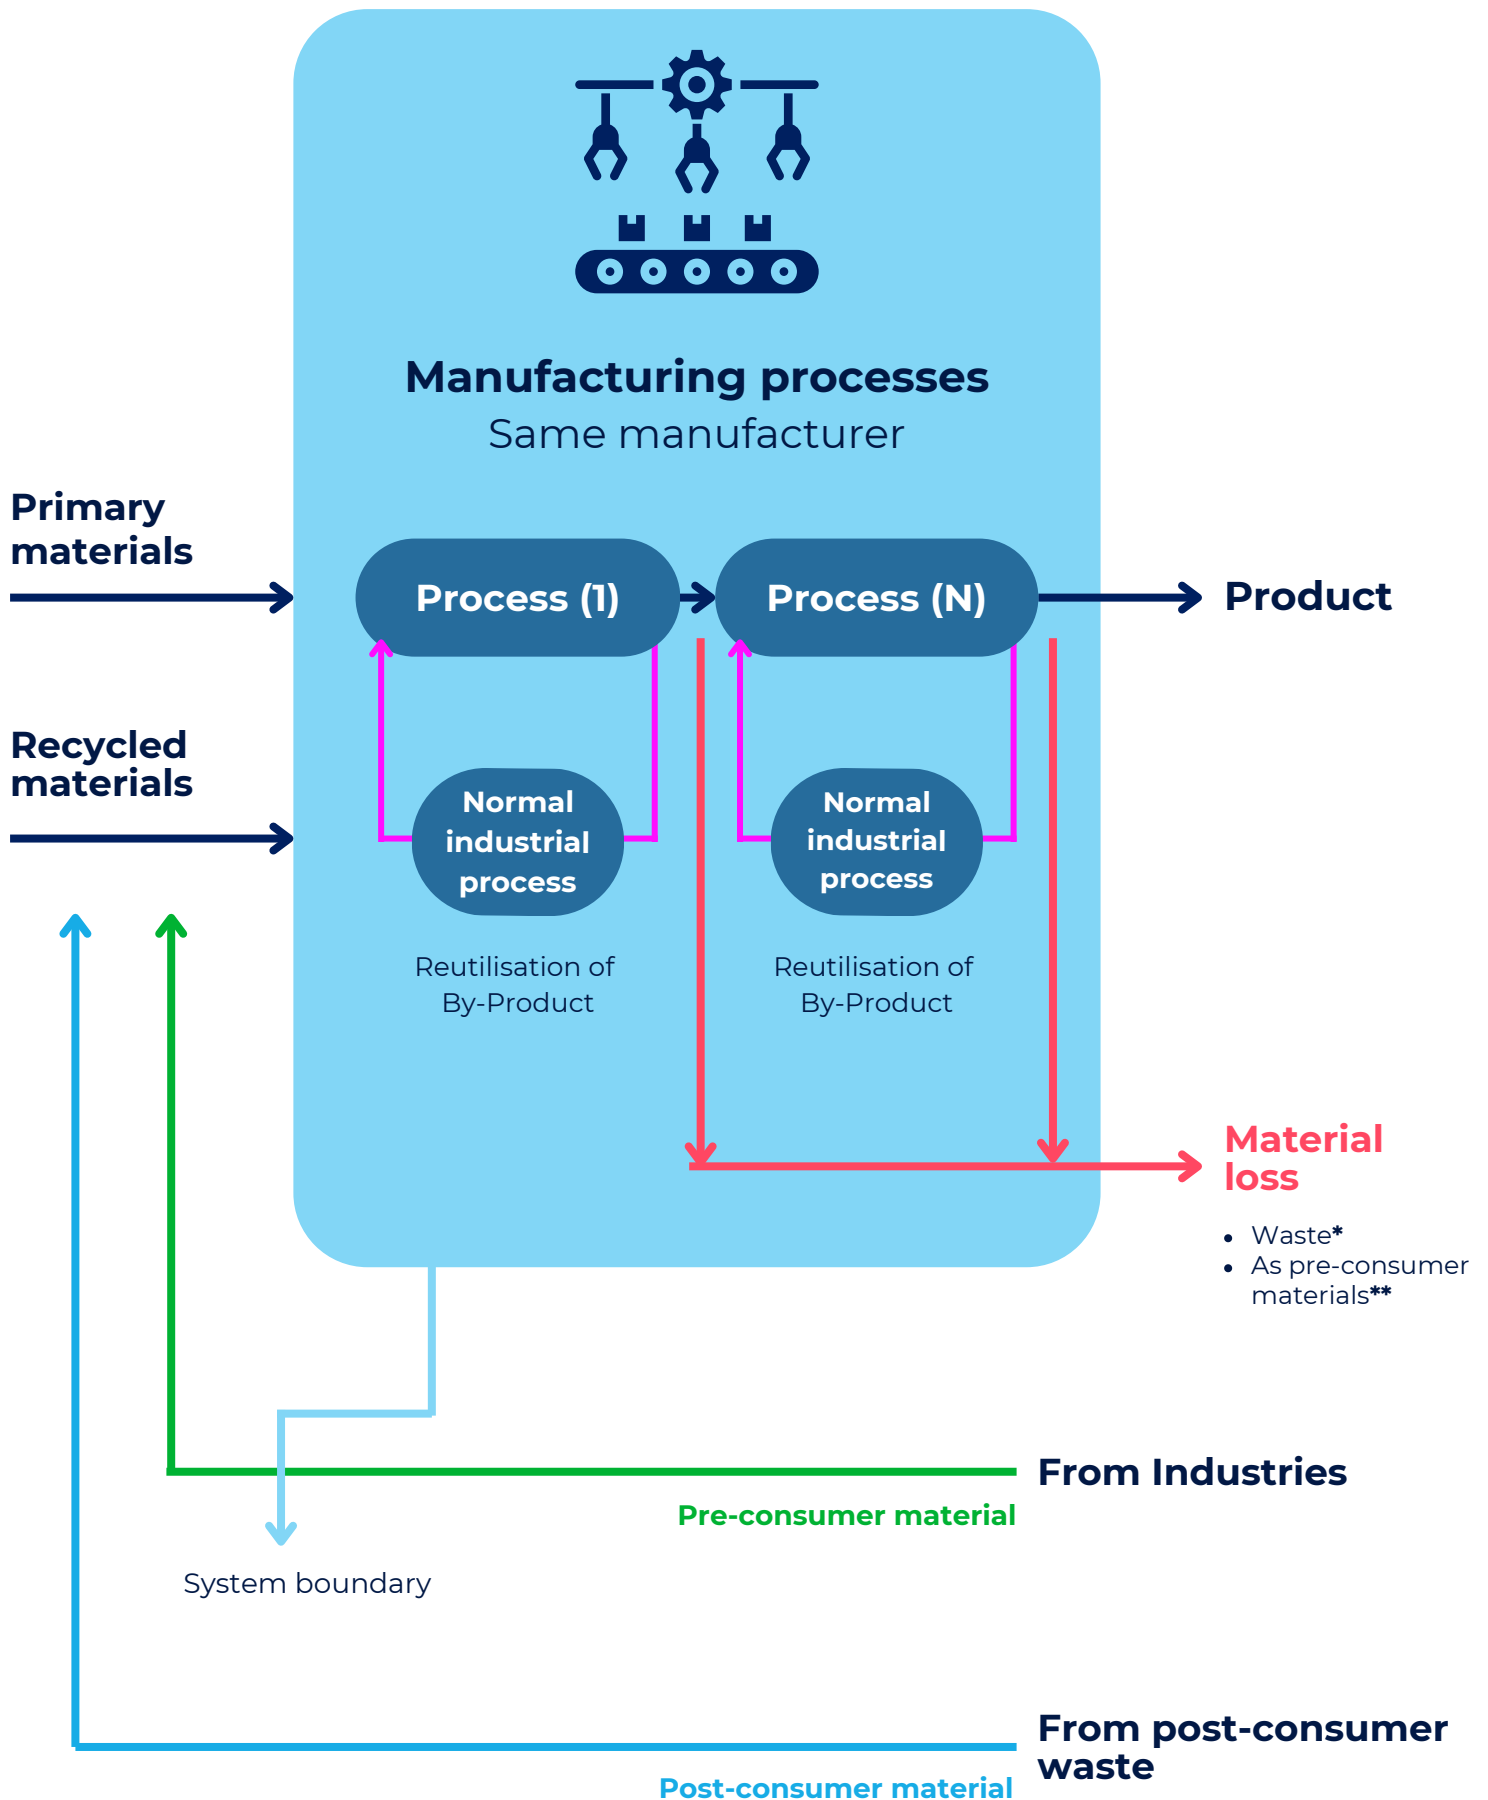 Manufacturing processes
Same manufacturer
Primary
materials
Process (1)
Process (N)
Product
Recycled
materials
Normal
industrial
process
Normal
industrial
process
Reutilisation of
By-Product
Reutilisation of
By-Product
Material
loss
• Waste*
• As pre-consumer
materials**
From Industries
Pre-consumer material
System boundary
From post-consumer
waste
Post-consumer material